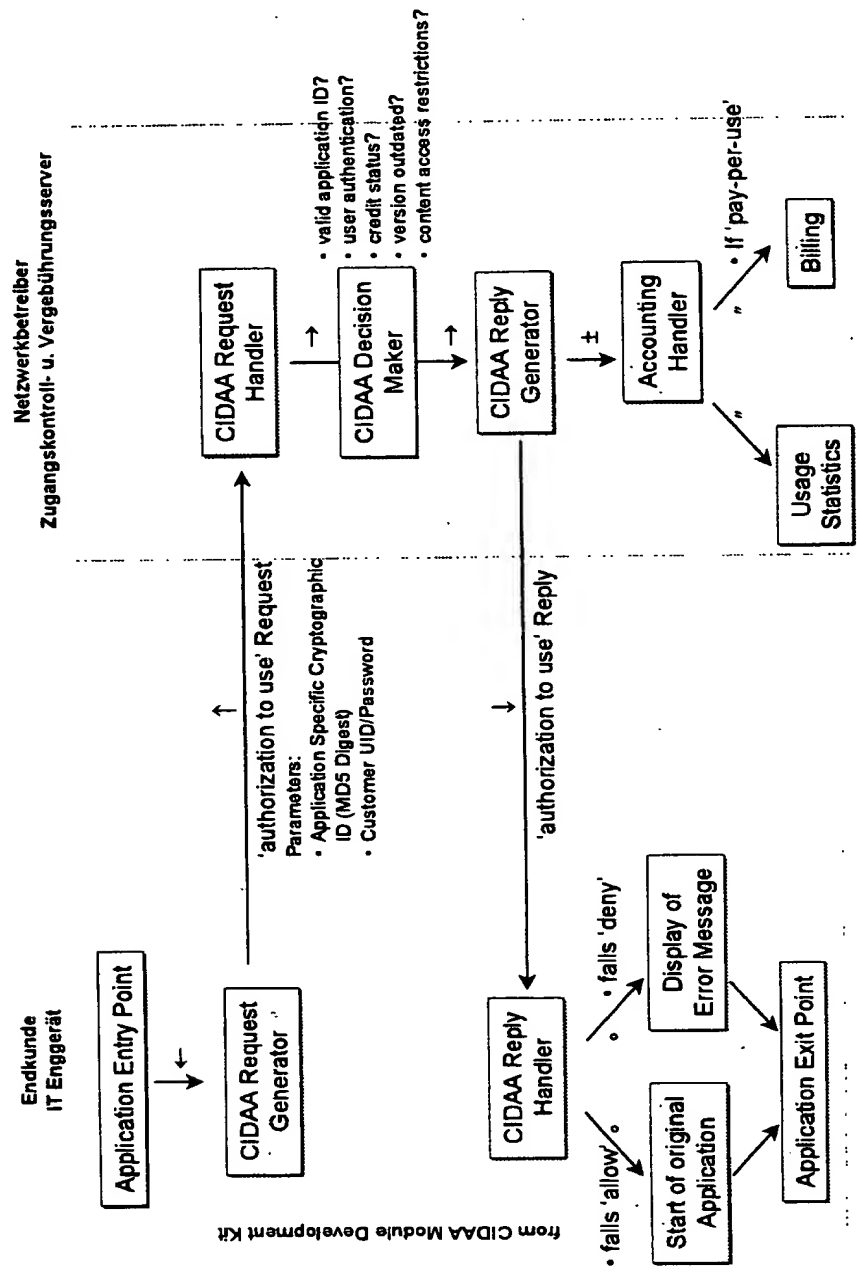 Endkunde
IT Enggerät
Application Entry Point
CIDAA Request
Generator
'authorization to use' Request
Parameters:
• Application Specific Cryptographic
ID (MD5 Digest)
• Customer UID/Password
Netzwerkbetreiber
Zugangskontroll- u. Vergebührungsserver
CIDAA Request
Handler
CIDAA Decision
Maker
• valid application ID?
• user authentication?
• credit status?
• version outdated?
• content access restrictions?
CIDAA Reply
Generator
±
Accounting
Handler
"
"
• If 'pay-per-use'
Usage
Statistics
Billing
'authorization to use' Reply
CIDAA Reply
Handler
• falls 'allow'
• falls 'deny'
Start of original
Application
Display of
Error Message
Application Exit Point
from CIDAA Module Development Kit